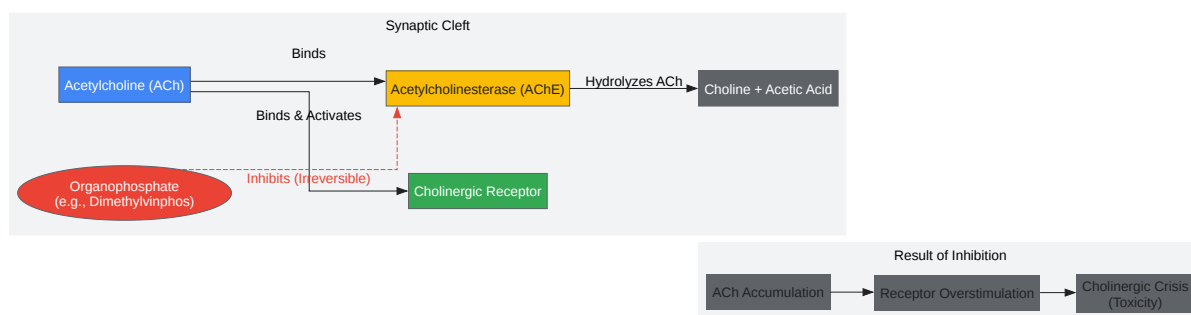 Synaptic Cleft
Binds
Acetylcholine (ACh)
Acetylcholinesterase (AChE)
Hydrolyzes ACh
Choline + Acetic Acid
Binds & Activates
Organophosphate
(e.g., Dimethylvinphos)
Inhibits (Irreversible)
Cholinergic Receptor
Result of Inhibition
ACh Accumulation
Receptor Overstimulation
Cholinergic Crisis
(Toxicity)